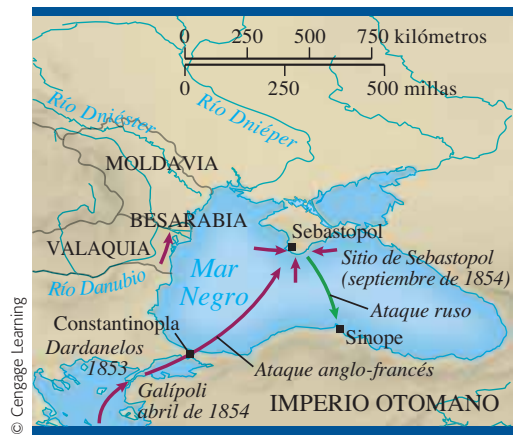 0 250 500 750 kilómetros
0 250 500 millas
Río Dniéster
Río Dniéper
MOLDAVIA
BESARABIA
Sebastopol
VALAQUIA
Sitio de Sebastopol
(septiembre de 1854)
Mar
Negro
Río Danubio
Ataque ruso
Constantinopla
Sinope
Dardanelos
1853
Ataque anglo-francés
Galípoli
abril de 1854
IMPERIO OTOMANO
© Cengage Learning